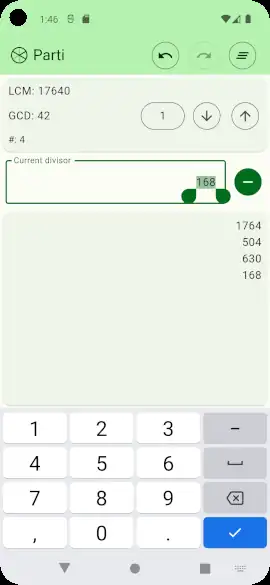 1:46
Parti
LCM: 17640
GCD: 42
1
#: 4
Current divisor
168
1764
504
630
168
1 2 3 –
4 5 6
7 8 9
, 0 .